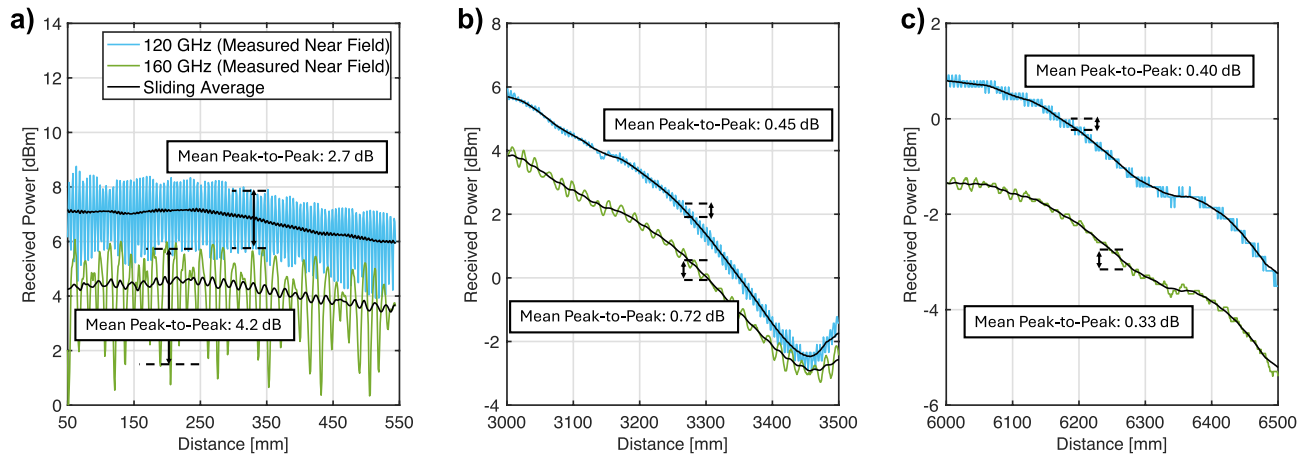 a)
14
12
10
8
6
4
2
0
Received Power [dBm]
120 GHz (Measured Near Field)
160 GHz (Measured Near Field)
Sliding Average
Mean Peak-to-Peak: 2.7 dB
Mean Peak-to-Peak: 4.2 dB
50 150 250 350 450 550
Distance [mm]
b)
8
6
4
2
0
-2
-4
Received Power [dBm]
Mean Peak-to-Peak: 0.45 dB
Mean Peak-to-Peak: 0.72 dB
3000 3100 3200 3300 3400 3500
Distance [mm]
c)
2
0
-2
-4
-6
Received Power [dBm]
Mean Peak-to-Peak: 0.40 dB
Mean Peak-to-Peak: 0.33 dB
6000 6100 6200 6300 6400 6500
Distance [mm]